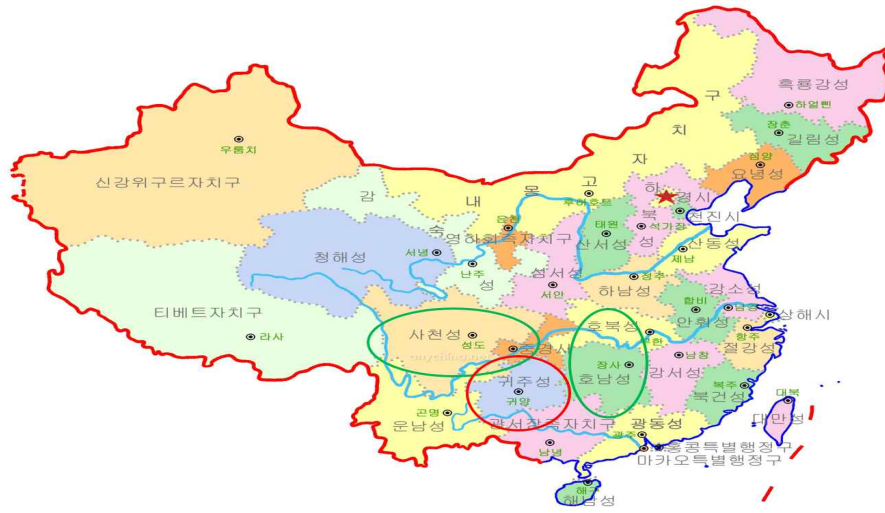 흑룡강성
하얼삔
구
장춘
길림성
치
심양
요녕성
우룸치
자
신강위구르자치구
감
고
하
경시
내
몽
후허호트
천진시
숙
은천
북
석가장
태원
영하회족자치구
산서성
성
산동성
청해성
서녕
난주
제남
성
섬서성
정주
강소성
서안
하남성
합비
남경
티베트자치구
안휘성
상해시
호북성
항주
사천성
성도
무한
절강성
라사
중경시
남창
장사
귀주성
호남성
강서성
귀양
복주
대북
북건성
곤명
대만성
운남성
광서장족자치구
광동성
광주
홍콩특별행정구
남녕
마카오특별행정구
해구
해남성